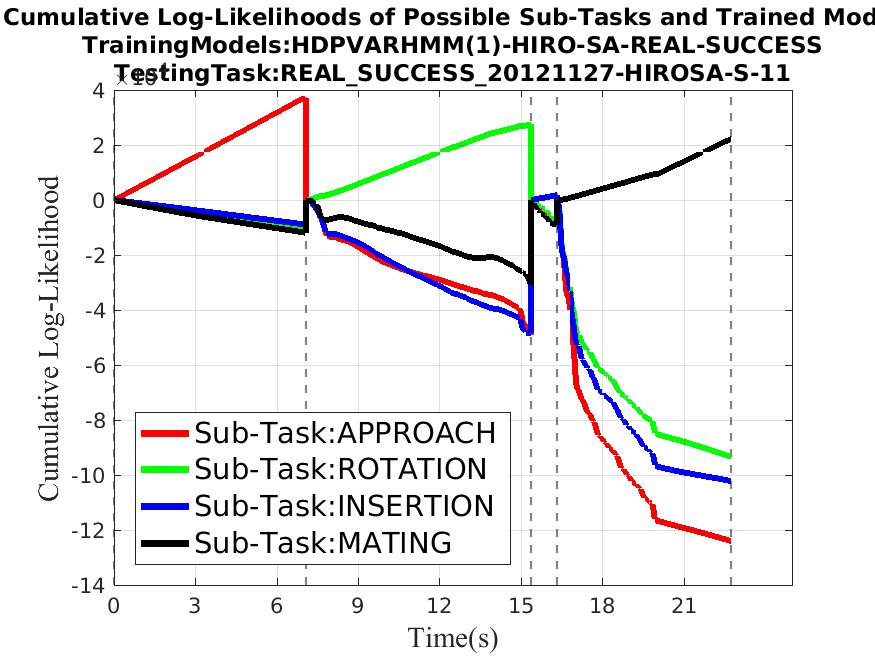 Cumulative Log-Likelihoods of Possible Sub-Tasks and Trained Mod
TrainingModels:HDPVARHMM(1)-HIRO-SA-REAL-SUCCESS
TestingTask:REAL_SUCCESS_20121127-HIROSA-S-11
4
2
0
-2
-4
-6
-8
-10
-12
-14
Cumulative Log-Likelihood
Sub-Task:APPROACH
Sub-Task:ROTATION
Sub-Task:INSERTION
Sub-Task:MATING
0 3 6 9 12 15 18 21
Time(s)